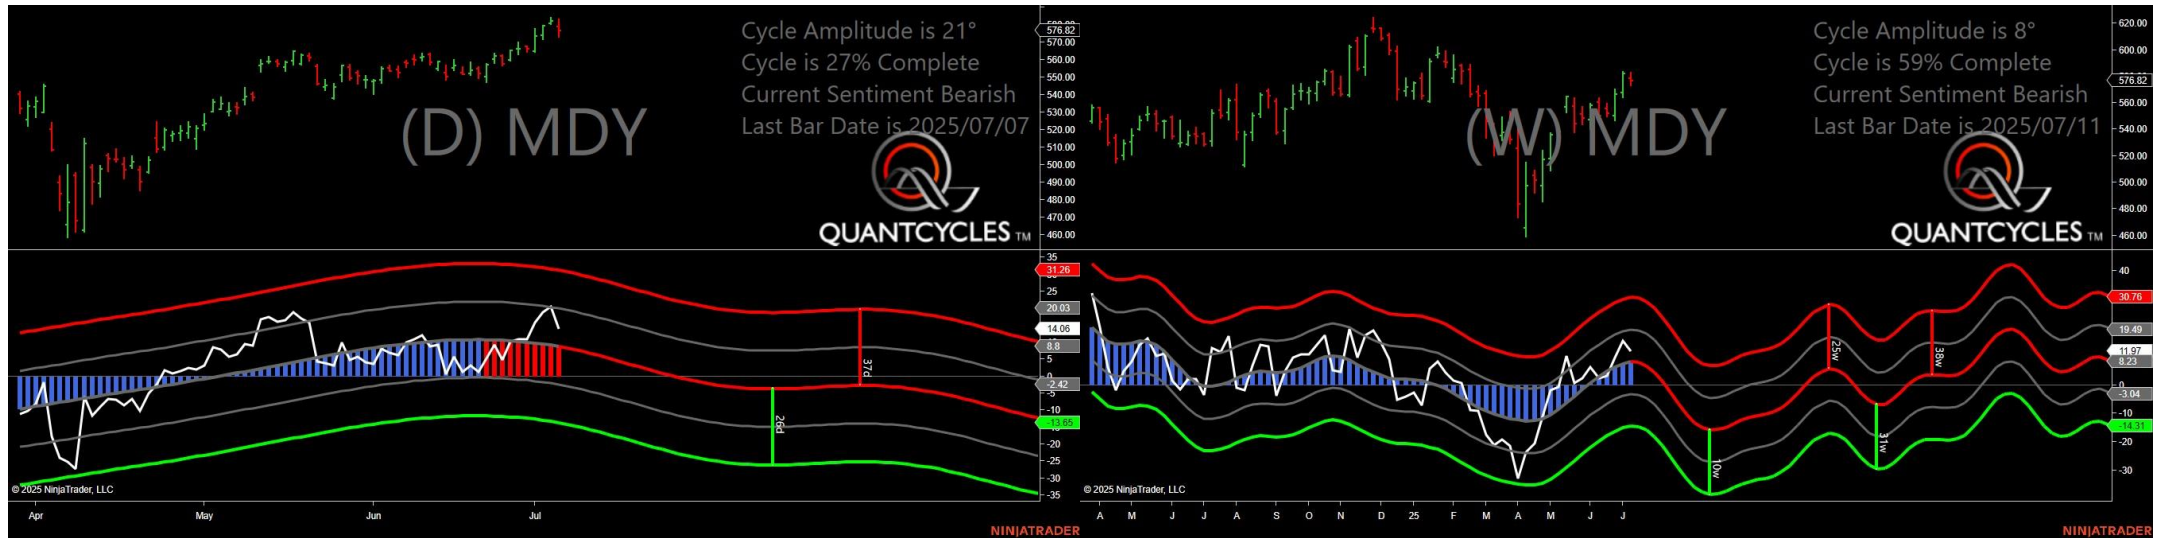 Cycle Amplitude is 21°
Cycle is 27% Complete
Current Sentiment Bearish
Last Bar Date is 2025/07/07
(D) MDY
QUANTCYCLES TM
576.82
570.00
560.00
550.00
540.00
530.00
520.00
510.00
500.00
490.00
480.00
470.00
460.00
35
31.26
25
20.03
14.06
8.8
5
0
-2.42
-5
-10
-13.65
-20
-25
-30
-35
37d
26d
© 2025 NinjaTrader, LLC
Apr May Jun Jul
NINJATRADER
Cycle Amplitude is 8°
Cycle is 59% Complete
Current Sentiment Bearish
Last Bar Date is 2025/07/11
(W) MDY
QUANTCYCLES TM
620.00
600.00
576.82
560.00
540.00
520.00
500.00
480.00
460.00
40
30.76
19.49
11.97
8.23
0
-3.04
-10
-14.31
-20
-30
25w
38w
10w
31w
© 2025 NinjaTrader, LLC
A M J J A S O N D 25 F M A M J J
NINJATRADER